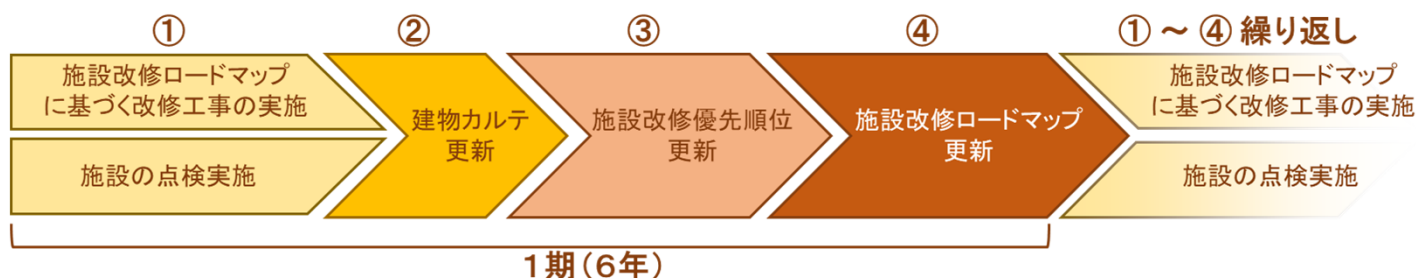 ①
施設改修ロードマップ
に基づく改修工事の実施
施設の点検実施
②
建物カルテ
更新
③
施設改修優先順位
更新
④
施設改修ロードマップ
更新
①～④繰り返し
施設改修ロードマップ
に基づく改修工事の実施
施設の点検実施
１期（６年）